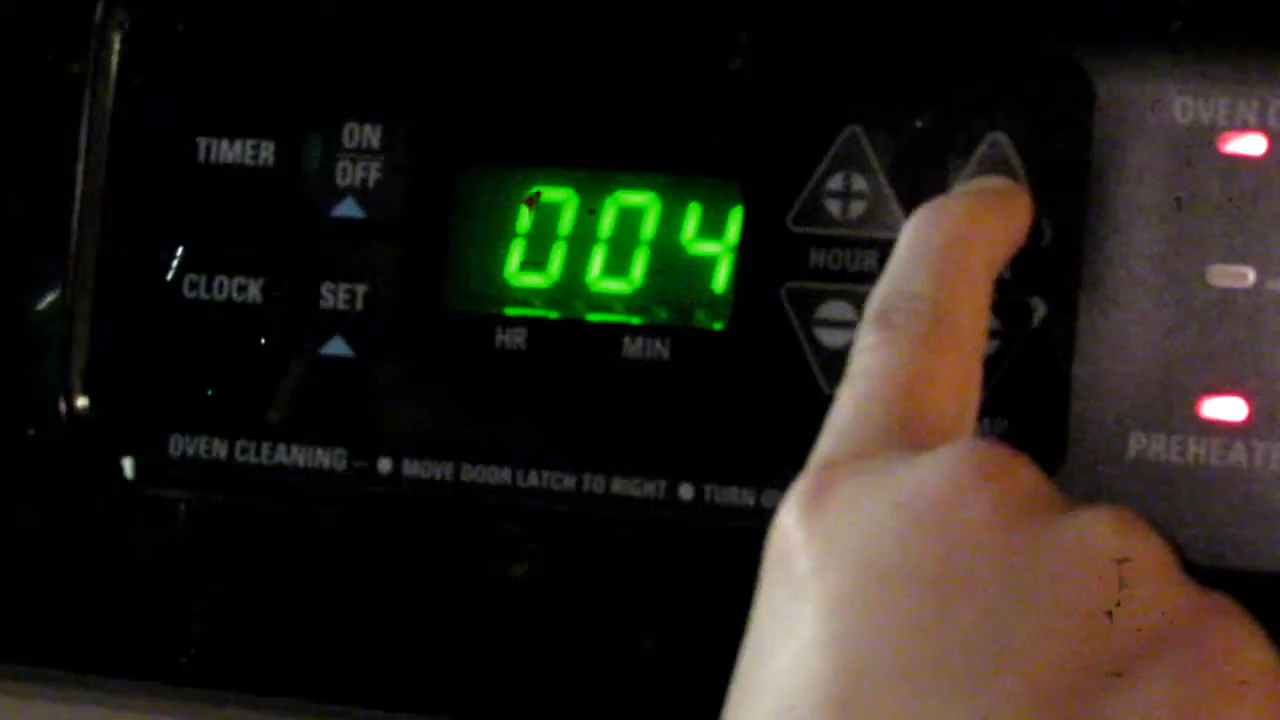 TIMER
ON
OFF
CLOCK
SET
004
HR
MIN
HOUR
OVEN
PREHEAT
OVEN CLEANING – ● MOVE DOOR LATCH TO RIGHT ● TURN